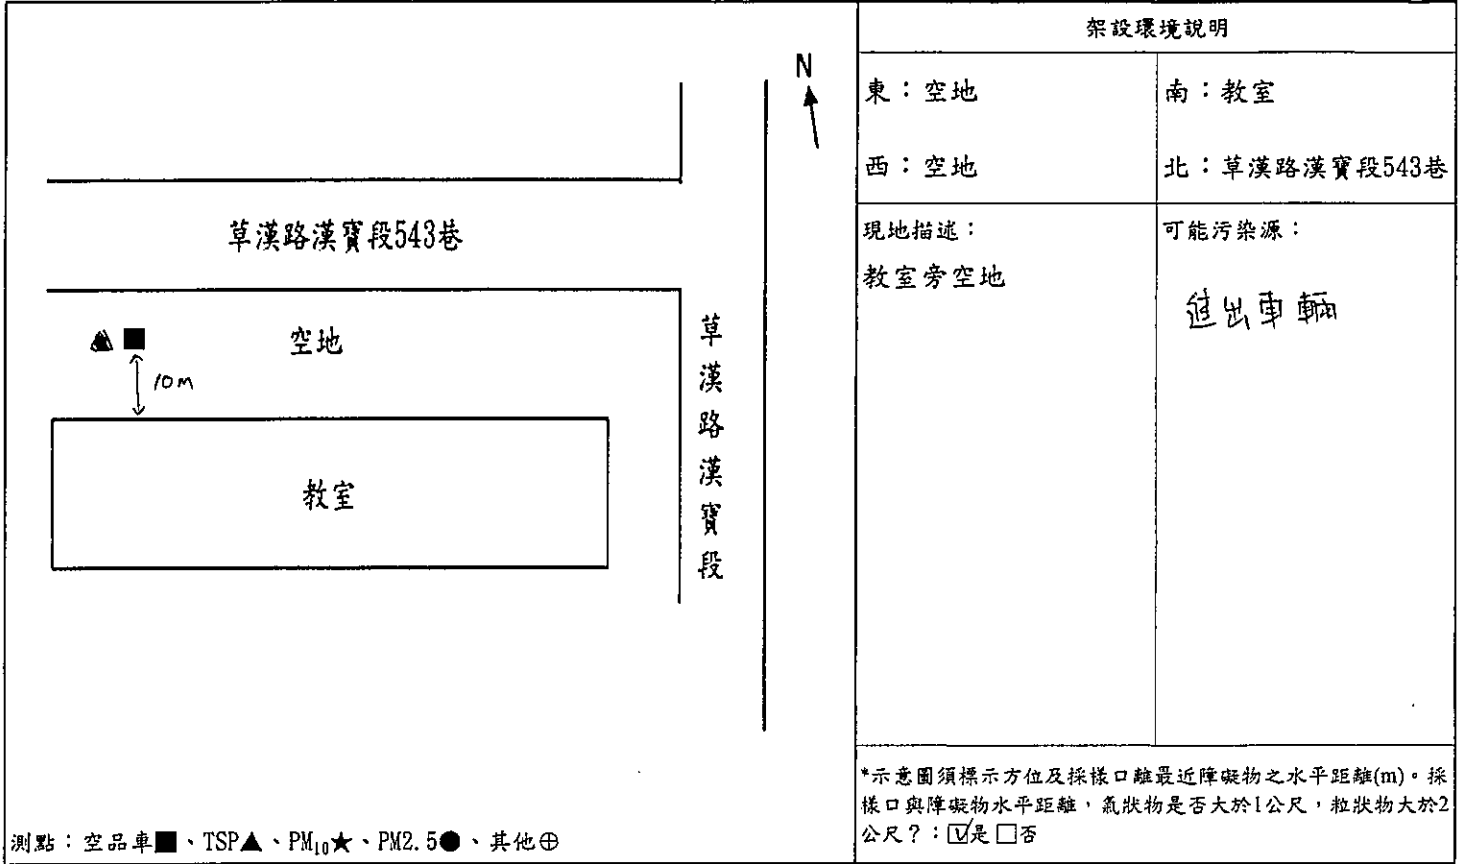 N
草漢路漢寶段543巷
空地
10m
教室
草漢路漢寶段
測點：空品車■、TSP▲、PM₁₀★、PM2.5●、其他⊕
架設環境說明
東：空地
南：教室
西：空地
北：草漢路漢寶段543巷
現地描述：
教室旁空地
可能污染源：
進出車輛
*示意圖須標示方位及採樣口離最近障礙物之水平距離(m)。採
樣口與障礙物水平距離，氣狀物是否大於1公尺，粒狀物大於2
公尺？：☑是□否